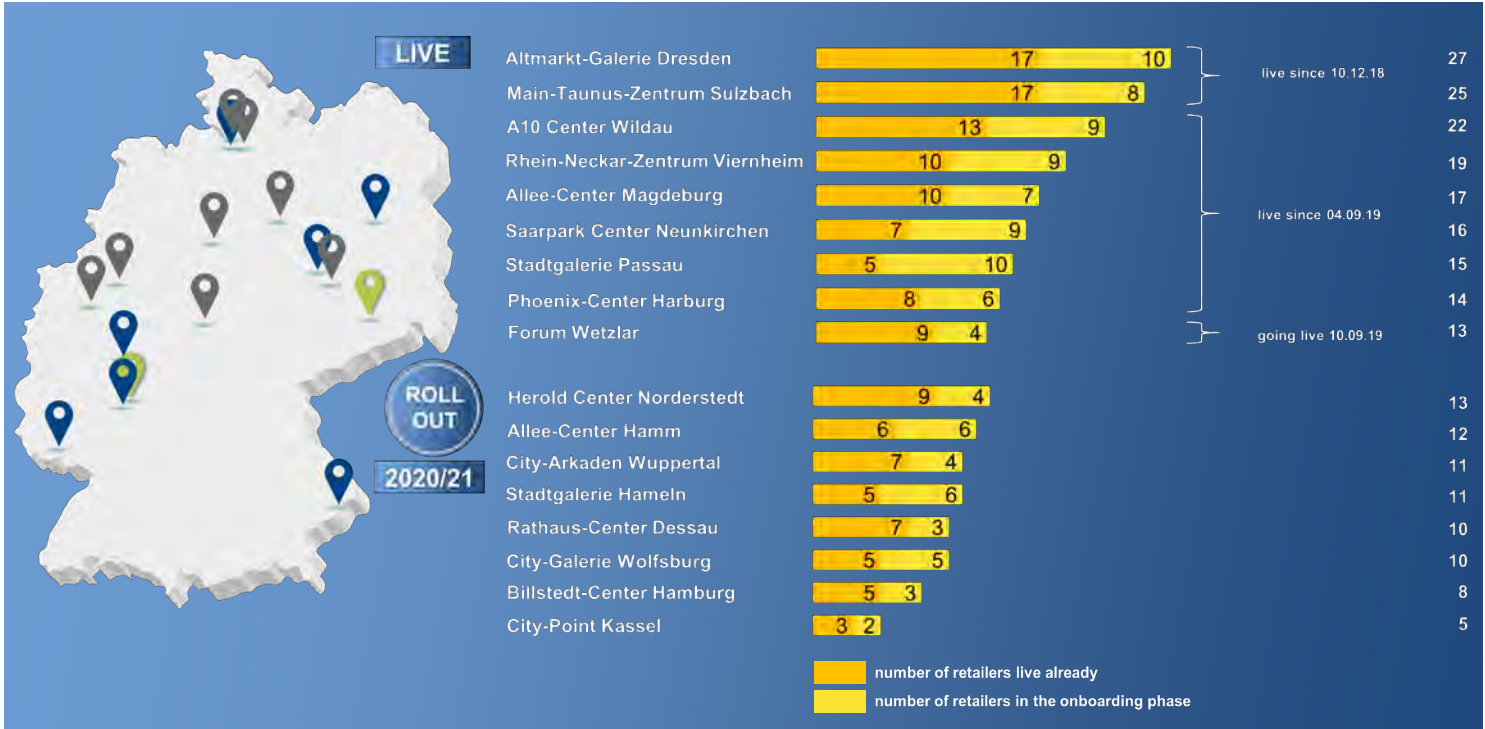 LIVE
Altmarkt-Galerie Dresden 17 10 27
live since 10.12.18
Main-Taunus-Zentrum Sulzbach 17 8 25
A10 Center Wildau 13 9 22
Rhein-Neckar-Zentrum Viernheim 10 9 19
Allee-Center Magdeburg 10 7 17
live since 04.09.19
Saarpark Center Neunkirchen 7 9 16
Stadtgalerie Passau 5 10 15
Phoenix-Center Harburg 8 6 14
Forum Wetzlar 9 4 going live 10.09.19 13
ROLL
OUT
2020/21
Herold Center Norderstedt 9 4 13
Allee-Center Hamm 6 6 12
City-Arkaden Wuppertal 7 4 11
Stadtgalerie Hameln 5 6 11
Rathaus-Center Dessau 7 3 10
City-Galerie Wolfsburg 5 5 10
Billstedt-Center Hamburg 5 3 8
City-Point Kassel 3 2 5
number of retailers live already
number of retailers in the onboarding phase